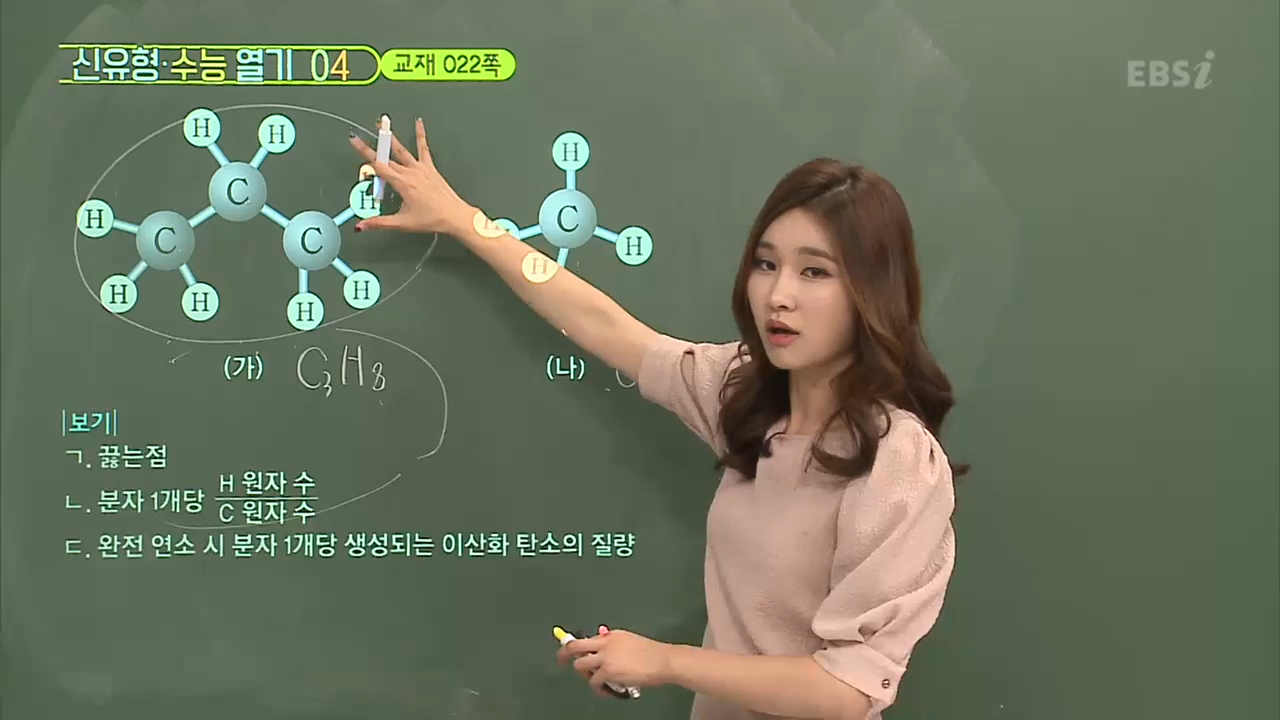 신유형·수능 열기 04 교재 022쪽
EBSi
H H H
H C H
H C C C H
H H H H
H H
(가) C3H8 (나) C
|보기|
ㄱ. 끓는점
ㄴ. 분자 1개당 H 원자 수
C 원자 수
ㄷ. 완전 연소 시 분자 1개당 생성되는 이산화 탄소의 질량